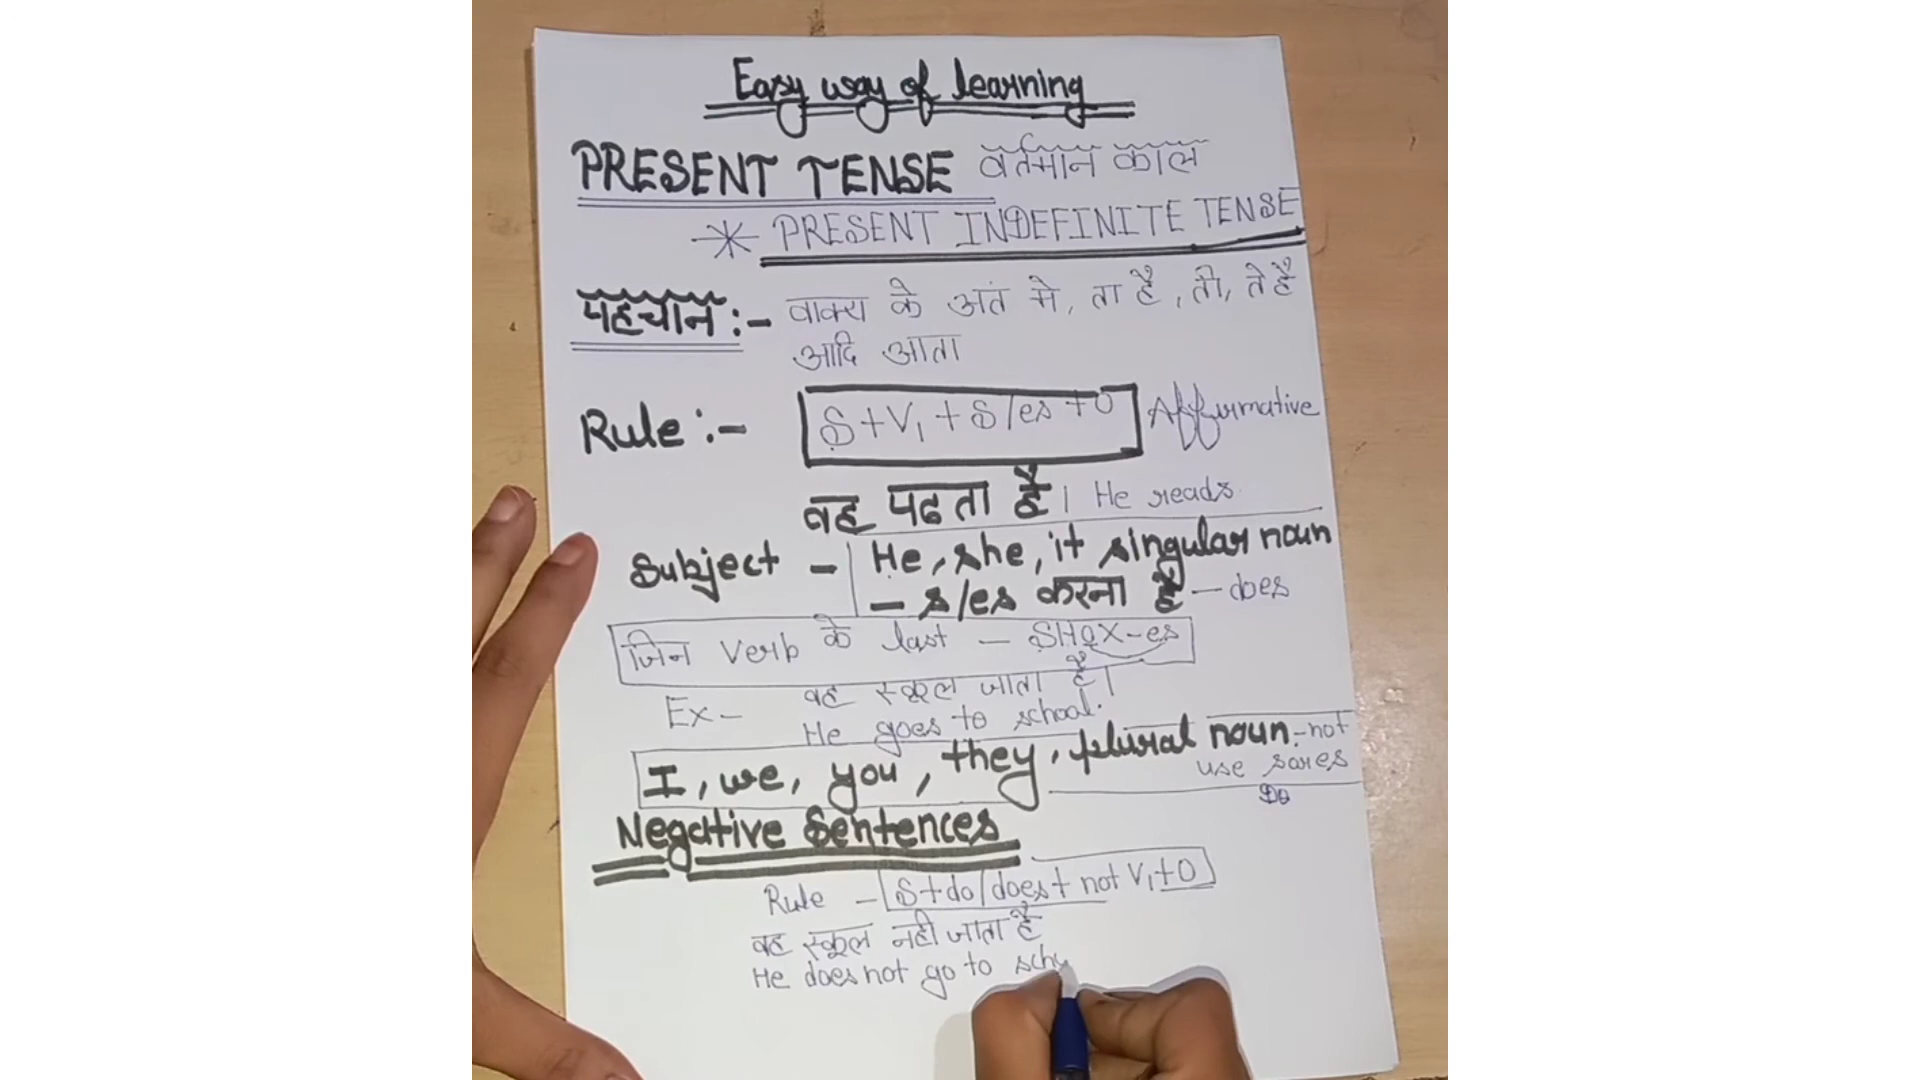 Easy way of learning
PRESENT TENSE वर्तमान काल
* PRESENT INDEFINITE TENSE
पहचान :- वाक्य के अंत मे, ता है, ती, ते है
आदि आता
Rule :- S+V1+S/es+O Affirmative
वह पढता है। He reads.
Subject - He, she, it singular noun
- s/es करना है - does
जिन Verb के last - SHOX-es
Ex - वह स्कूल जाता है।
He goes to school.
I, we, you, they, plural noun. - not
use sores
Do
Negative Sentences
Rule - S+do/does+ not V1+O
वह स्कूल नही जाता है
He does not go to scho